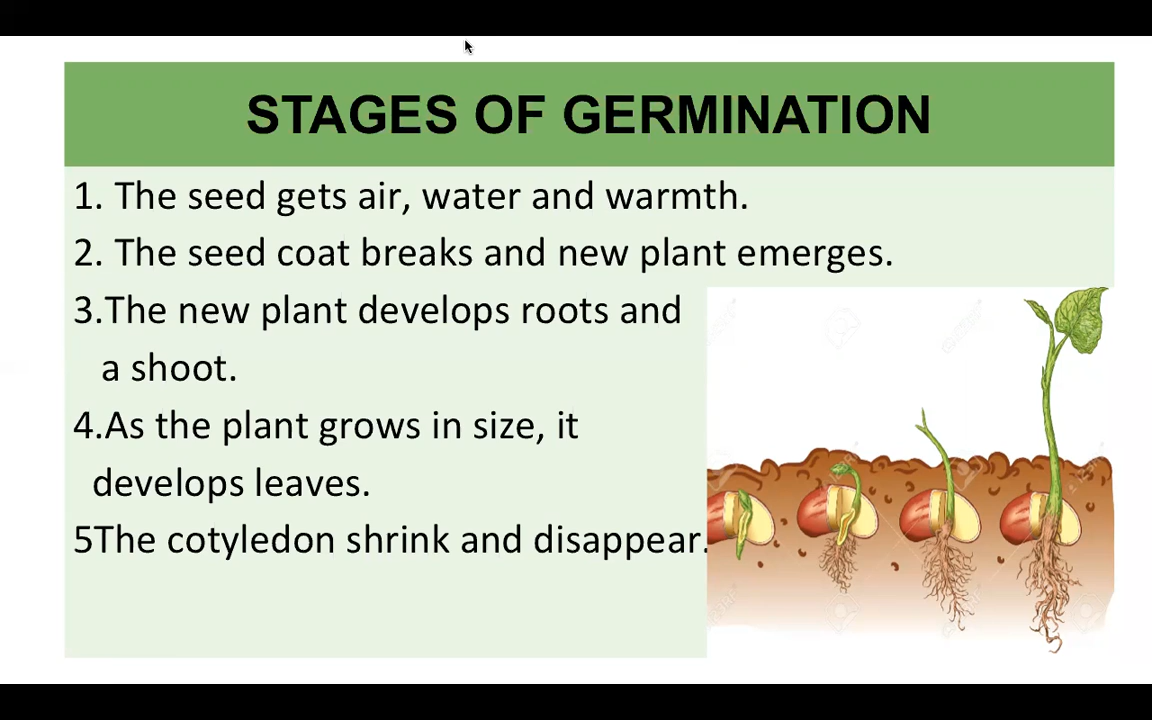 STAGES OF GERMINATION
1. The seed gets air, water and warmth.
2. The seed coat breaks and new plant emerges.
3.The new plant develops roots and
a shoot.
4.As the plant grows in size, it
develops leaves.
5The cotyledon shrink and disappear.